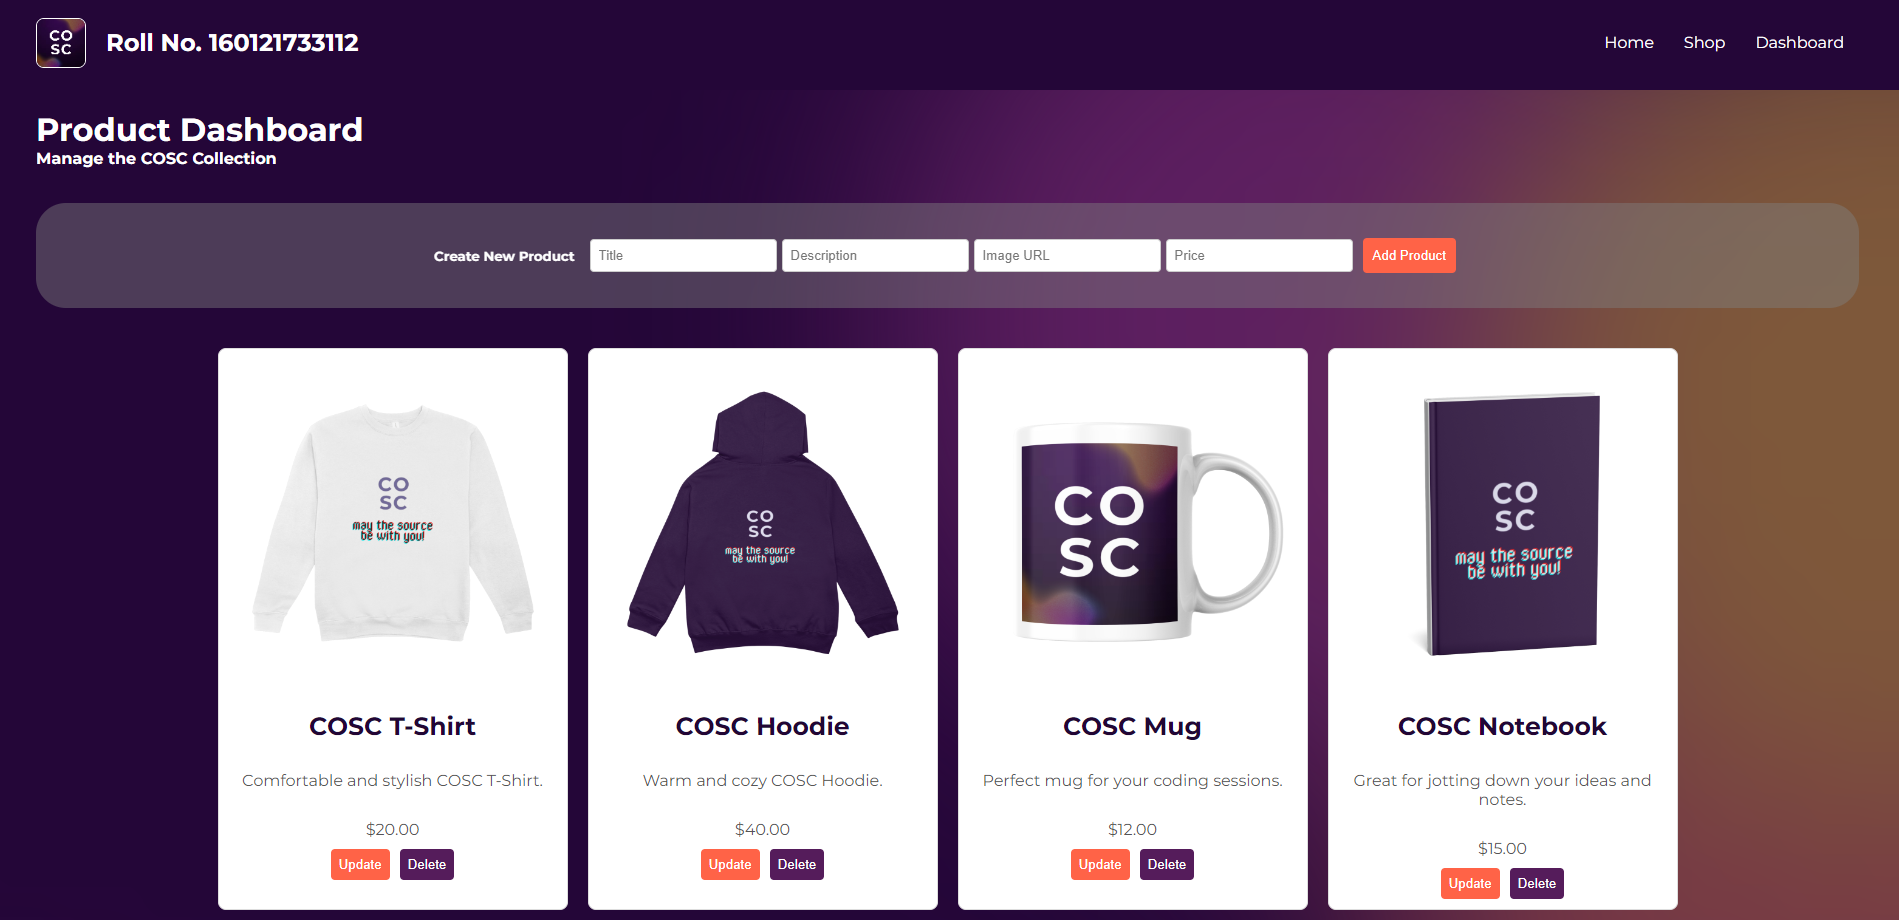 CO
SC
Roll No. 160121733112
Home Shop Dashboard
Product Dashboard
Manage the COSC Collection
Create New Product Title Description Image URL Price Add Product
CO
SC
may the source
be with you!
CO
SC
may the source
be with you!
CO
SC
CO
SC
may the source
be with you!
COSC T-Shirt
Comfortable and stylish COSC T-Shirt.
$20.00
Update Delete
COSC Hoodie
Warm and cozy COSC Hoodie.
$40.00
Update Delete
COSC Mug
Perfect mug for your coding sessions.
$12.00
Update Delete
COSC Notebook
Great for jotting down your ideas and
notes.
$15.00
Update Delete